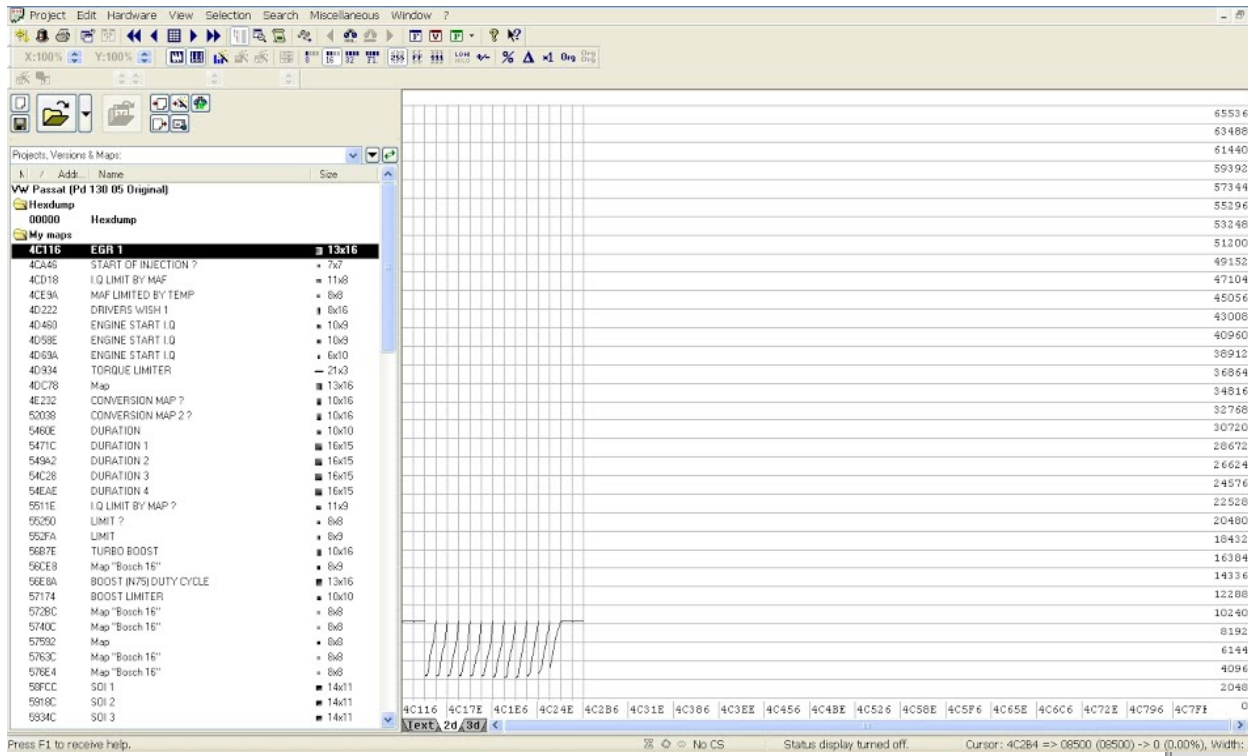 Project Edit Hardware View Selection Search Miscellaneous Window ?
X:100% Y:100%
Projects, Versions & Maps:
Addr... Name Size
VW Passat (Pd 130 05 Original)
Hexdump
00000 Hexdump
My maps
4C116 EGR 1 13x16
4CA46 START OF INJECTION ? 7x7
4CD18 I.Q LIMIT BY MAF 11x8
4CE9A MAF LIMITED BY TEMP 8x8
4D222 DRIVERS WISH 1 8x16
4D460 ENGINE START I.Q 10x9
4D58E ENGINE START I.Q 10x9
4D69A ENGINE START I.Q 6x10
4D934 TORQUE LIMITER 21x3
4DC78 Map 13x16
4E232 CONVERSION MAP ? 10x16
52038 CONVERSION MAP 2 ? 10x16
5460E DURATION 10x10
5471C DURATION 1 16x15
549A2 DURATION 2 16x15
54C28 DURATION 3 16x15
54EAE DURATION 4 16x15
5511E I.Q LIMIT BY MAP ? 11x9
55250 LIMIT ? 8x8
552FA LIMIT 8x9
56B7E TURBO BOOST 10x16
56CE8 Map "Bosch 16" 8x9
56E8A BOOST (N75) DUTY CYCLE 13x16
57174 BOOST LIMITER 10x10
572BC Map "Bosch 16" 8x8
5740C Map "Bosch 16" 8x8
57592 Map 8x8
5763C Map "Bosch 16" 8x8
576E4 Map "Bosch 16" 8x8
58FCC SOI 1 14x11
5918C SOI 2 14x11
5934C SOI 3 14x11
65536
63488
61440
59392
57344
55296
53248
51200
49152
47104
45056
43008
40960
38912
36864
34816
32768
30720
28672
26624
24576
22528
20480
18432
16384
14336
12288
10240
8192
6144
4096
2048
0
4C116 4C17E 4C1E6 4C24E 4C2B6 4C31E 4C386 4C3EE 4C456 4C4BE 4C526 4C58E 4C5F6 4C65E 4C6C6 4C72E 4C796 4C7FE
Text 2d 3d
Press F1 to receive help. No CS Status display turned off. Cursor: 4C2B4 => 08500 (08500) -> 0 (0.00%), Width: